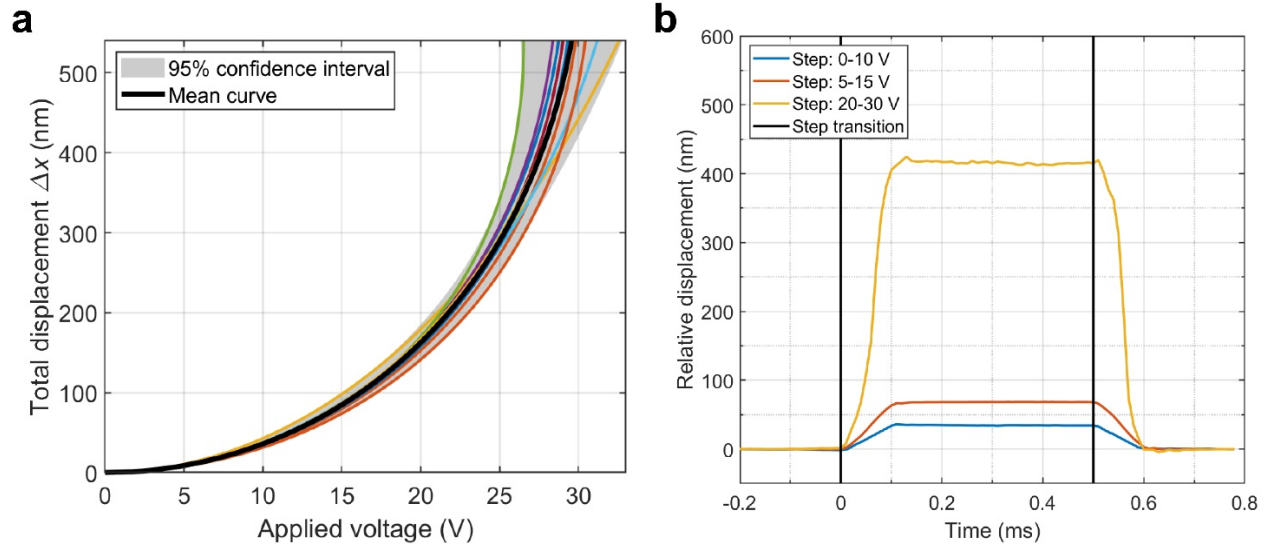 a
95% confidence interval
Mean curve
Total displacement Δx (nm)
500
400
300
200
100
0
0 5 10 15 20 25 30
Applied voltage (V)
b
Step: 0-10 V
Step: 5-15 V
Step: 20-30 V
Step transition
Relative displacement (nm)
600
500
400
300
200
100
0
-0.2 0 0.2 0.4 0.6 0.8
Time (ms)